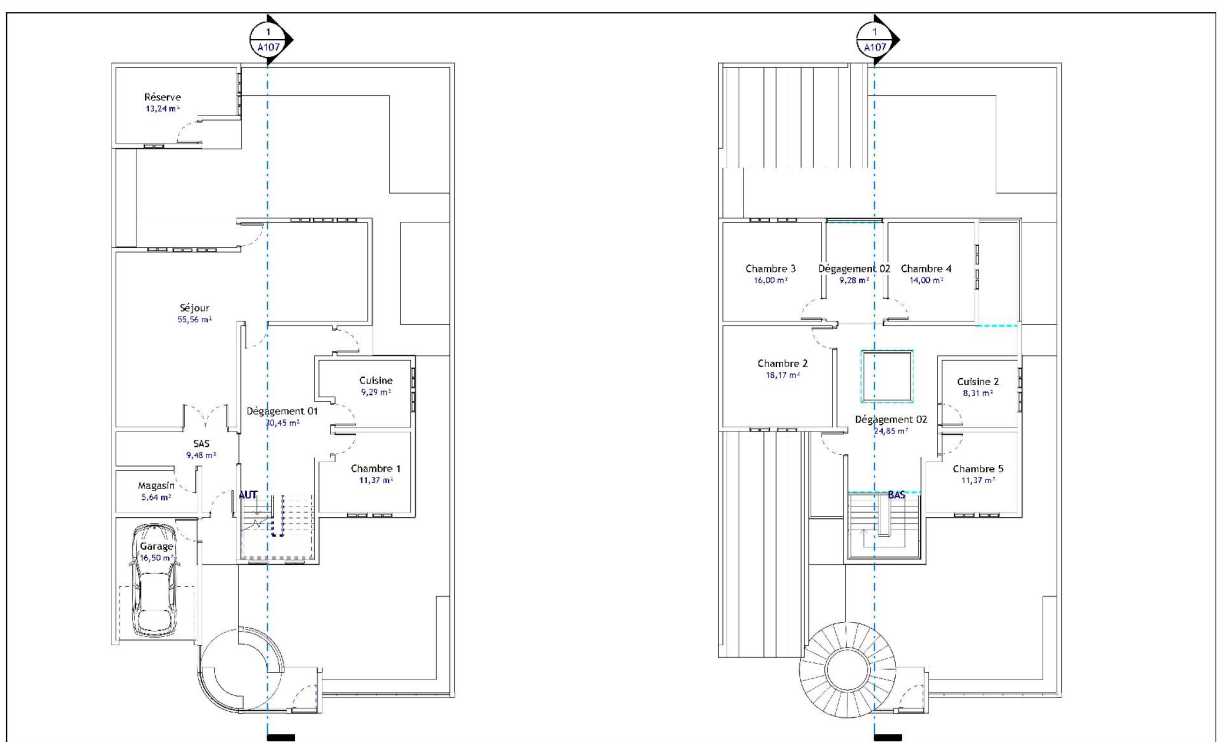 1
A107
Réserve
13,24 m²
Séjour
55,56 m²
Cuisine
9,29 m²
Dégagement 01
30,45 m²
SAS
9,48 m²
Chambre 1
11,37 m²
Magasin
5,64 m²
AUT
Garage
16,50 m²
1
A107
Chambre 3
16,00 m²
Dégagement 02
9,28 m²
Chambre 4
14,00 m²
Chambre 2
18,17 m²
Cuisine 2
8,31 m²
Dégagement 02
24,85 m²
Chambre 5
11,37 m²
BAS